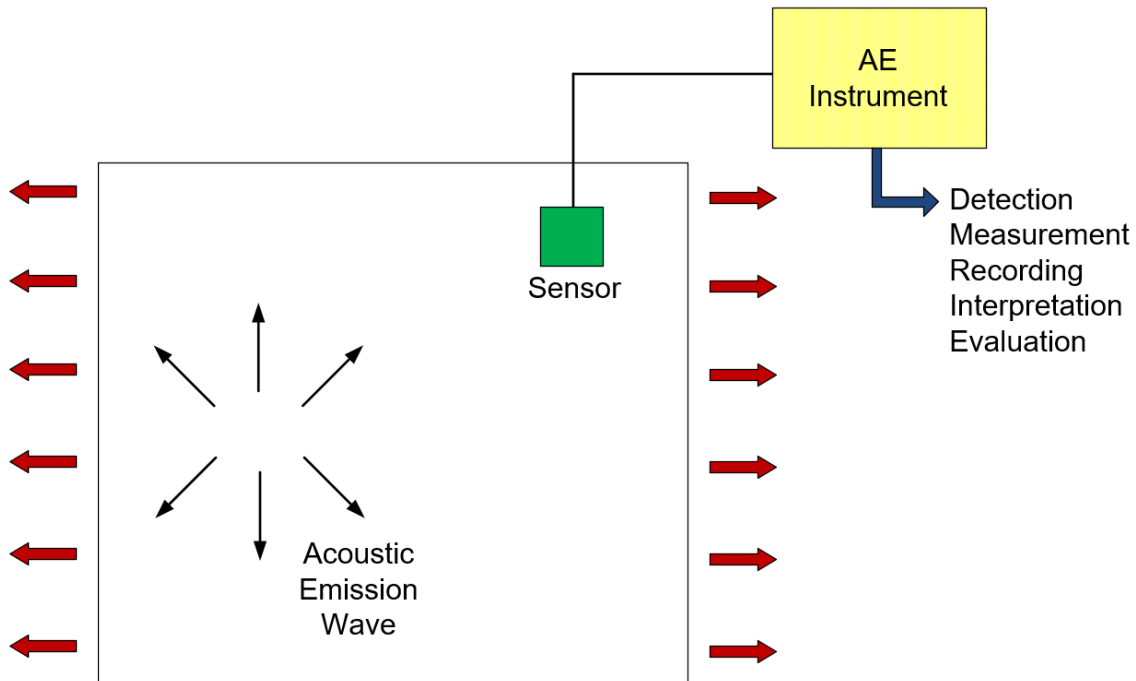 AE
Instrument
Detection
Measurement
Recording
Interpretation
Evaluation
Sensor
Acoustic
Emission
Wave